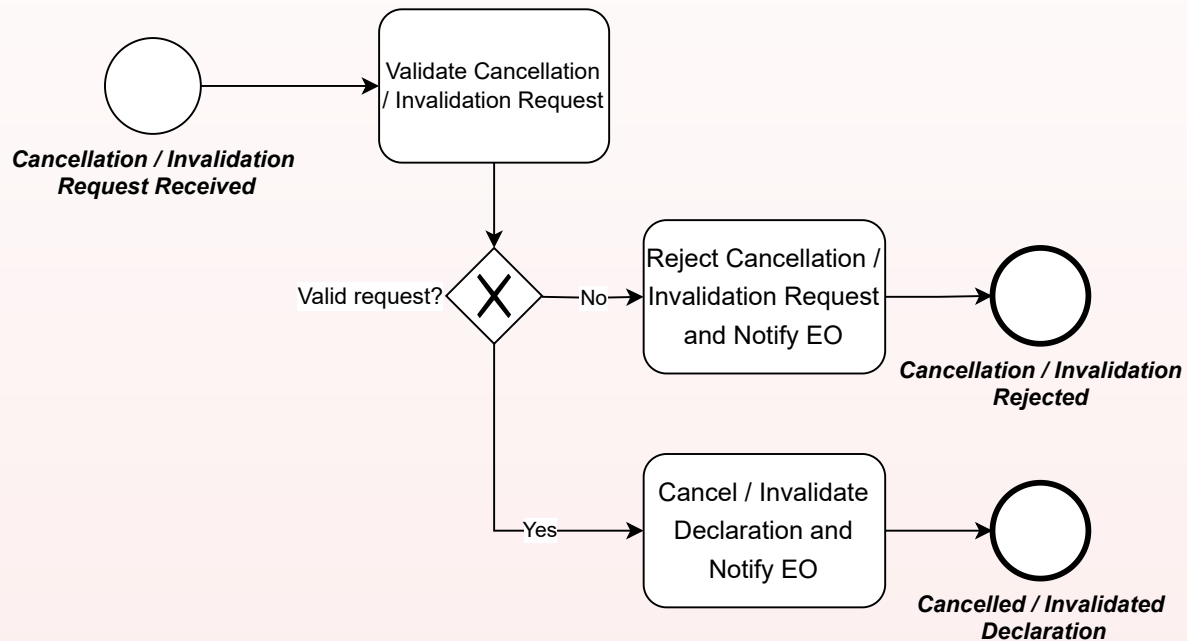 Validate Cancellation
/ Invalidation Request
Cancellation / Invalidation
Request Received
Valid request?
No
Reject Cancellation /
Invalidation Request
and Notify EO
Cancellation / Invalidation
Rejected
Yes
Cancel / Invalidate
Declaration and
Notify EO
Cancelled / Invalidated
Declaration